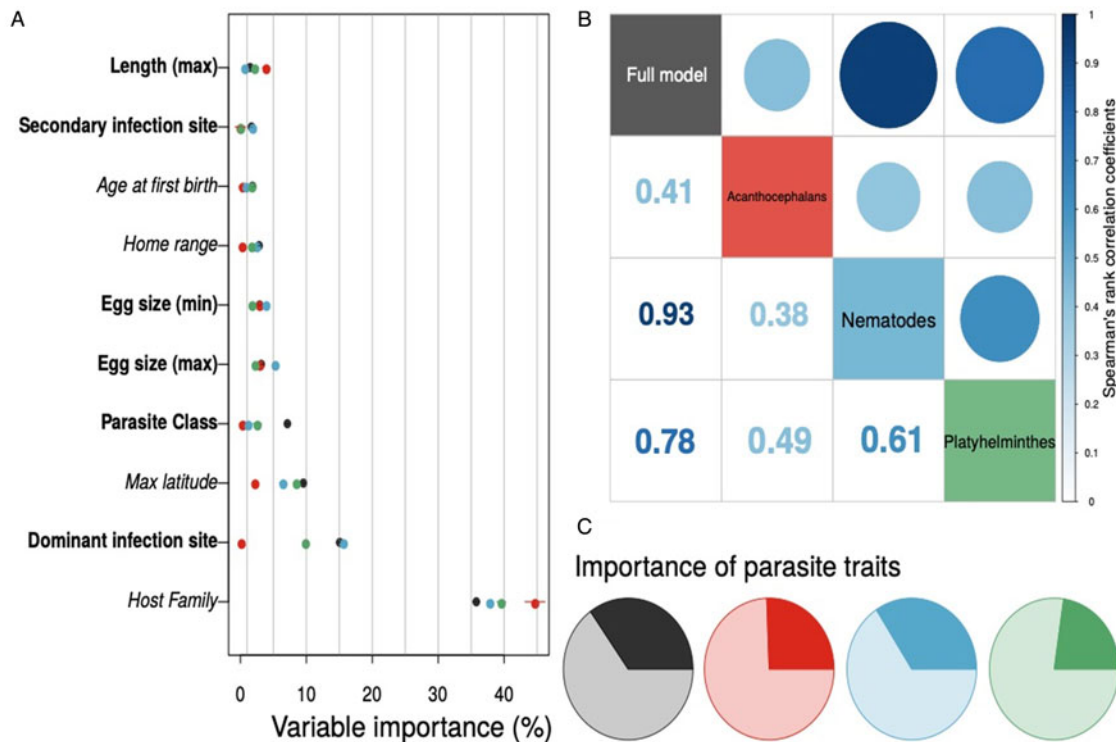 A
Length (max)
Secondary infection site
Age at first birth
Home range
Egg size (min)
Egg size (max)
Parasite Class
Max latitude
Dominant infection site
Host Family
0 10 20 30 40
Variable importance (%)
B
Full model
0.41 Acanthocephalans
0.93 0.38 Nematodes
0.78 0.49 0.61 Platyhelminthes
1
0.9
0.8
0.7
0.6
0.5
0.4
0.3
0.2
0.1
0
Spearman's rank correlation coefficients
C
Importance of parasite traits